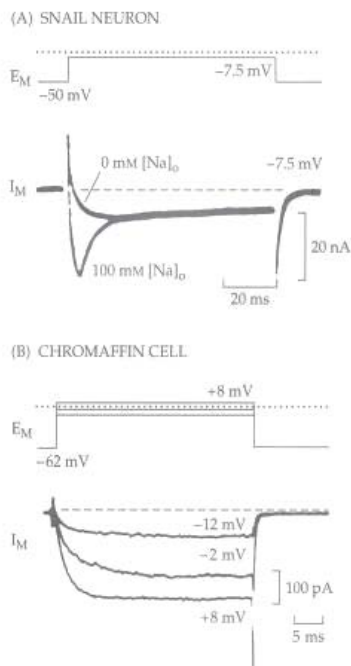 (A) SNAIL NEURON
E_M
−7.5 mV
−50 mV
0 mM [Na]o
−7.5 mV
I_M
20 nA
100 mM [Na]o
20 ms
(B) CHROMAFFIN CELL
+8 mV
E_M
−62 mV
−12 mV
I_M
−2 mV
100 pA
+8 mV
5 ms